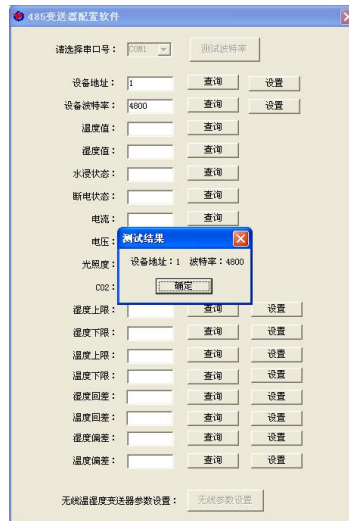 485变送器配置软件
请选择串口号： COM1 测试波特率
设备地址： 1 查询 设置
设备波特率： 4800 查询 设置
温度值： 查询
湿度值： 查询
水浸状态： 查询
断电状态： 查询
电流： 查询
电压：
光照度：
CO2：
测试结果
设备地址：1 波特率：4800
确定
湿度上限： 查询 设置
湿度下限： 查询 设置
温度上限： 查询 设置
温度下限： 查询 设置
湿度回差： 查询 设置
温度回差： 查询 设置
湿度偏差： 查询 设置
温度偏差： 查询 设置
无线温湿度变送器参数设置： 无线参数设置